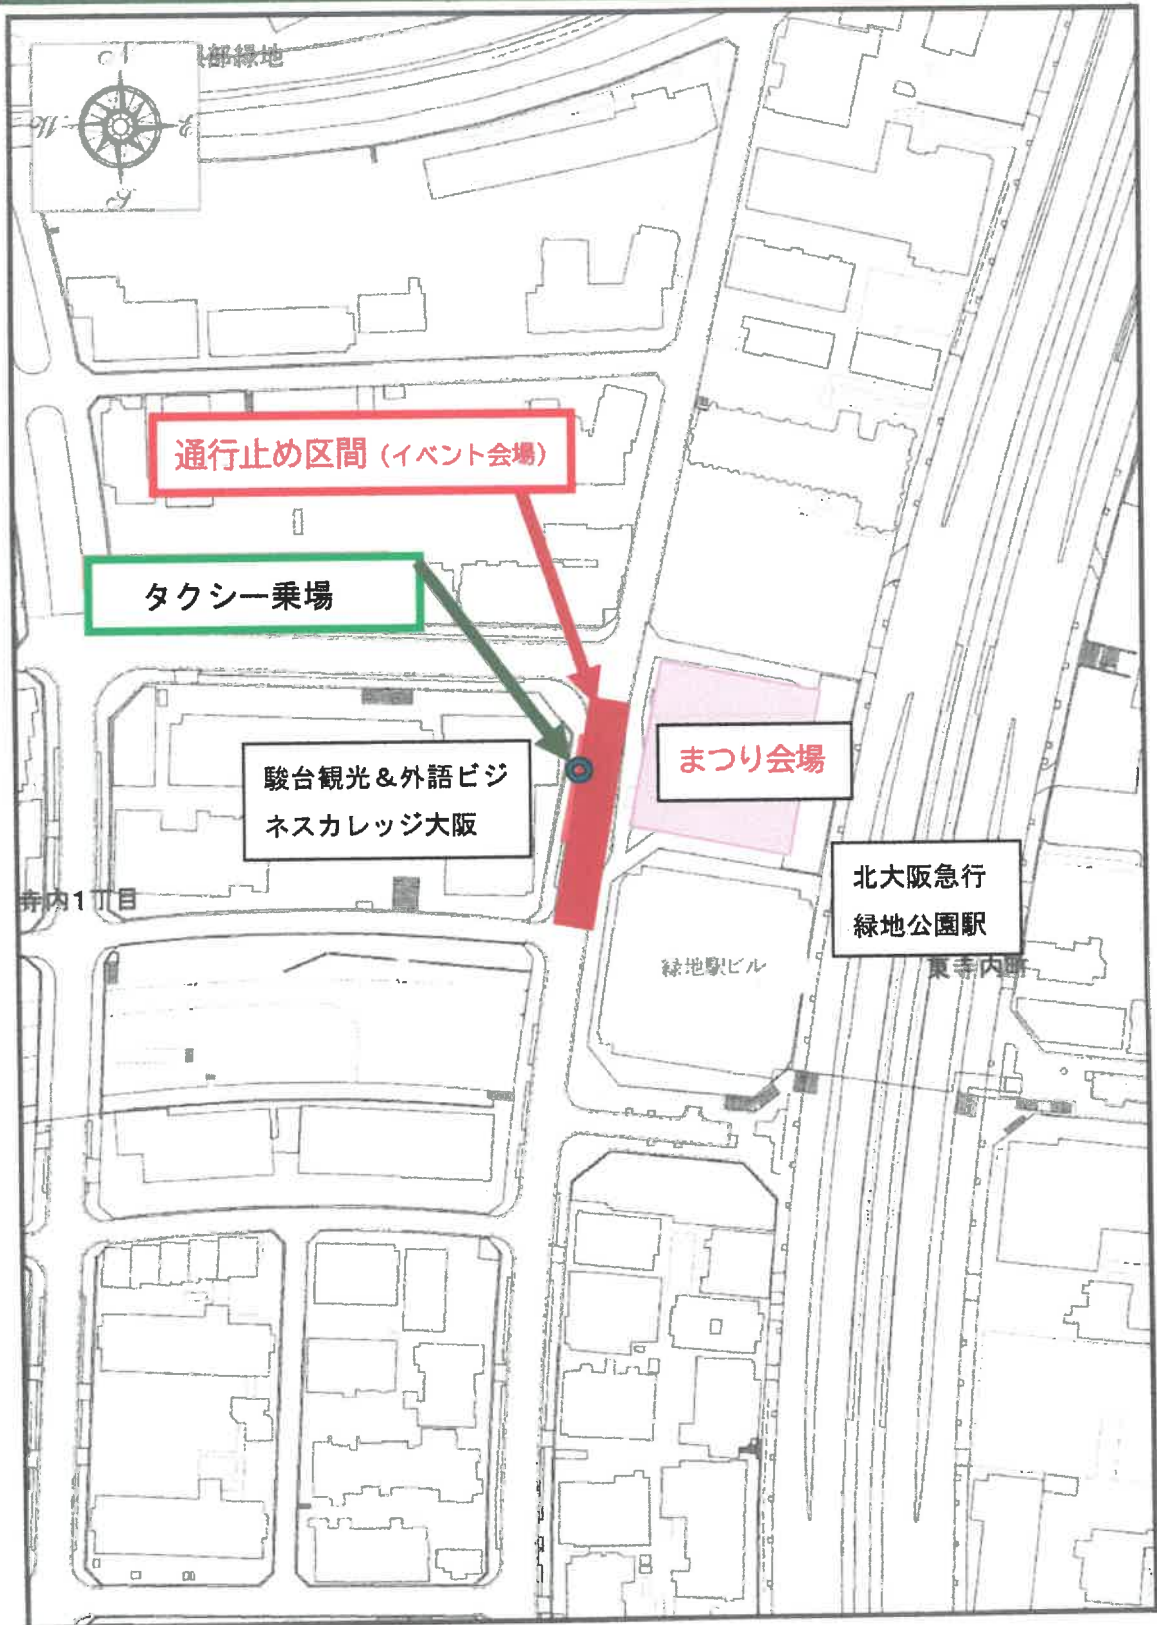 部緑地
通行止め区間（イベント会場）
タクシー乗場
まつり会場
駿台観光＆外語ビジ
ネスカレッジ大阪
北大阪急行
緑地公園駅
寺内1丁目
緑地駅ビル
東寺内町